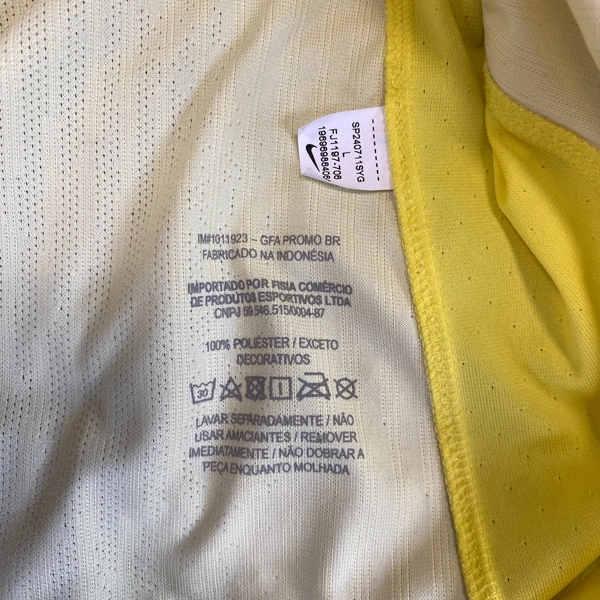 SP240711SYG
L
FJ1197-706
IM#1011923 – GFA PROMO BR
FABRICADO NA INDONÉSIA
IMPORTADO POR FISIA COMÉRCIO
DE PRODUTOS ESPORTIVOS LTDA
CNPJ 59.546.515/0004-87
100% POLIÉSTER / EXCETO
DECORATIVOS
30
LAVAR SEPARADAMENTE / NÃO
USAR AMACIANTES / REMOVER
IMEDIATAMENTE / NÃO DOBRAR A
PEÇA ENQUANTO MOLHADA